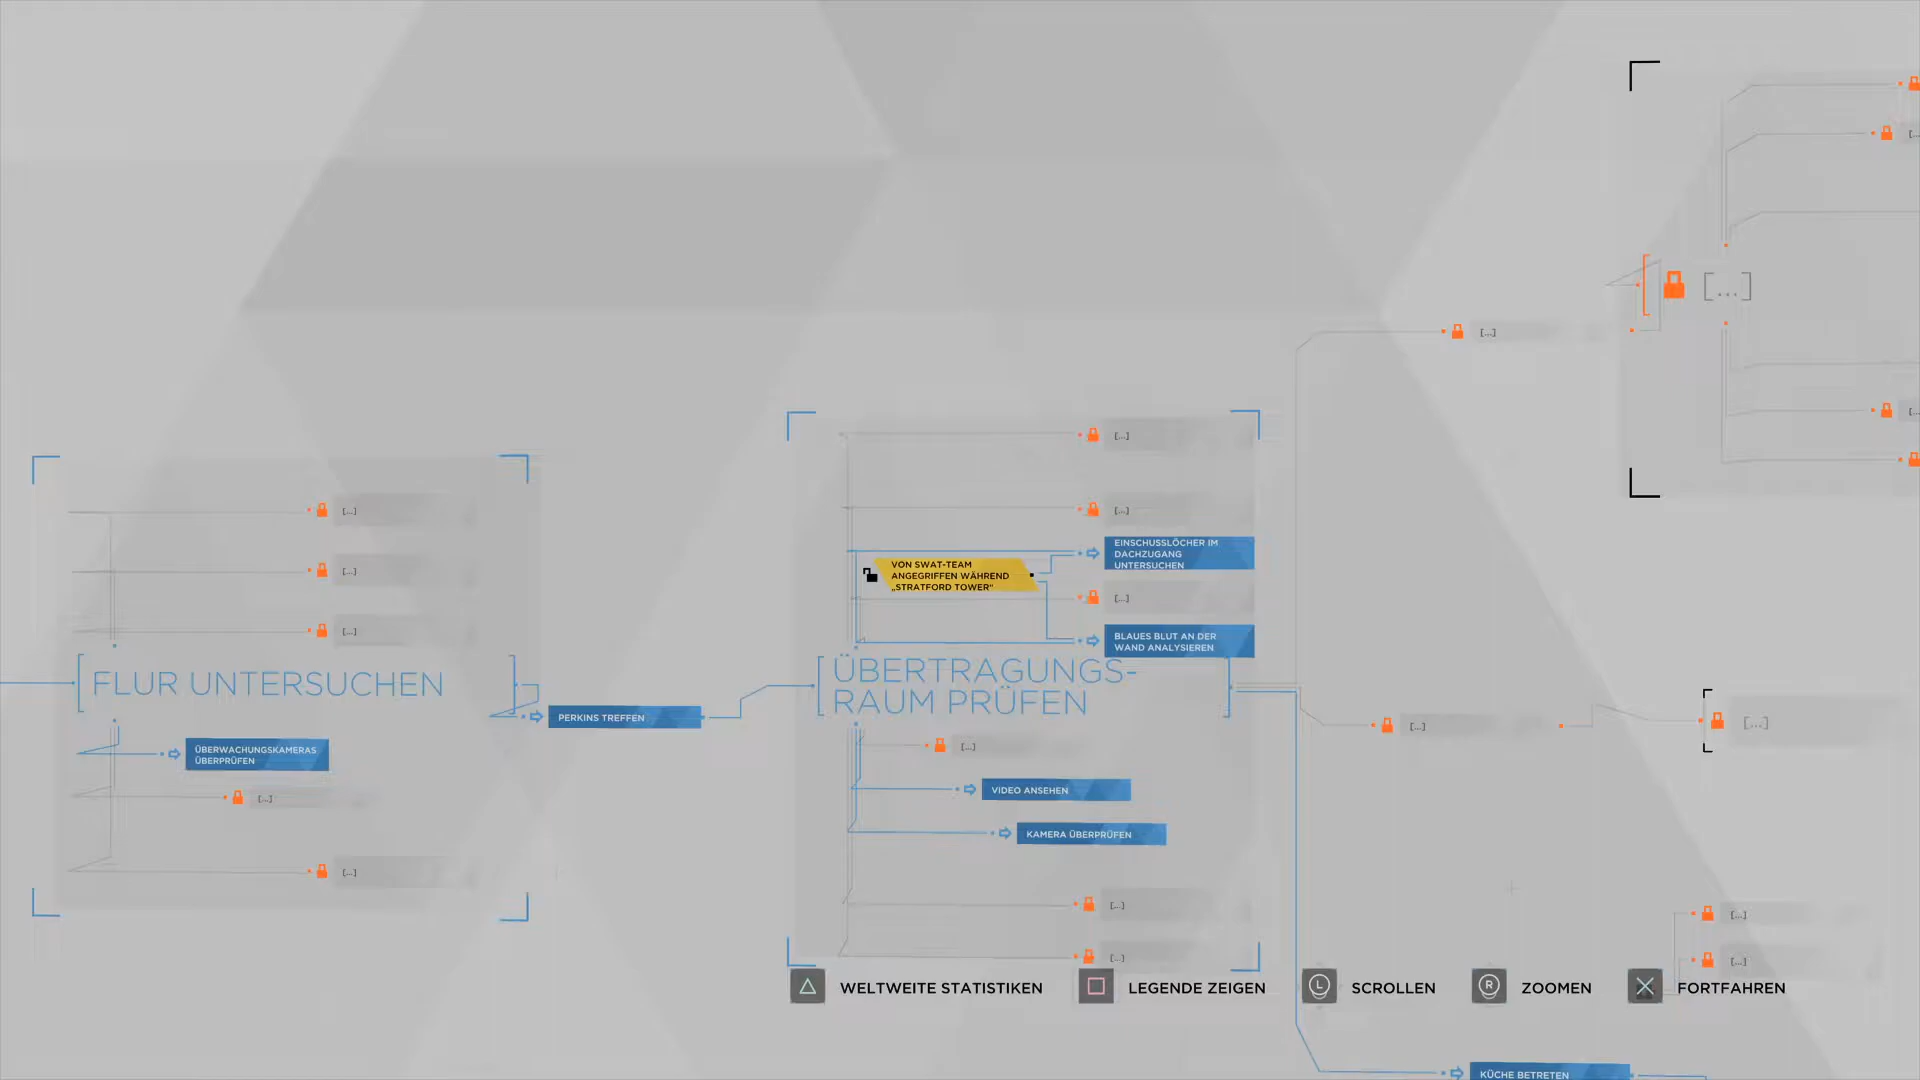 [...]
[...]
[...]
[...]
[...]
FLUR UNTERSUCHEN
ÜBERWACHUNGSKAMERAS
ÜBERPRÜFEN
[...]
[...]
PERKINS TREFFEN
[...]
[...]
EINSCHUSSLÖCHER IM
DACHZUGANG
UNTERSUCHEN
VON SWAT-TEAM
ANGEGRIFFEN WÄHREND
„STRATFORD TOWER“
[...]
BLAUES BLUT AN DER
WAND ANALYSIEREN
ÜBERTRAGUNGS-
RAUM PRÜFEN
[...]
VIDEO ANSEHEN
KAMERA ÜBERPRÜFEN
[...]
[...]
[...]
[...]
[...]
[...]
[...]
KÜCHE BETRETEN
WELTWEITE STATISTIKEN
LEGENDE ZEIGEN
L SCROLLEN
R ZOOMEN
FORTFAHREN